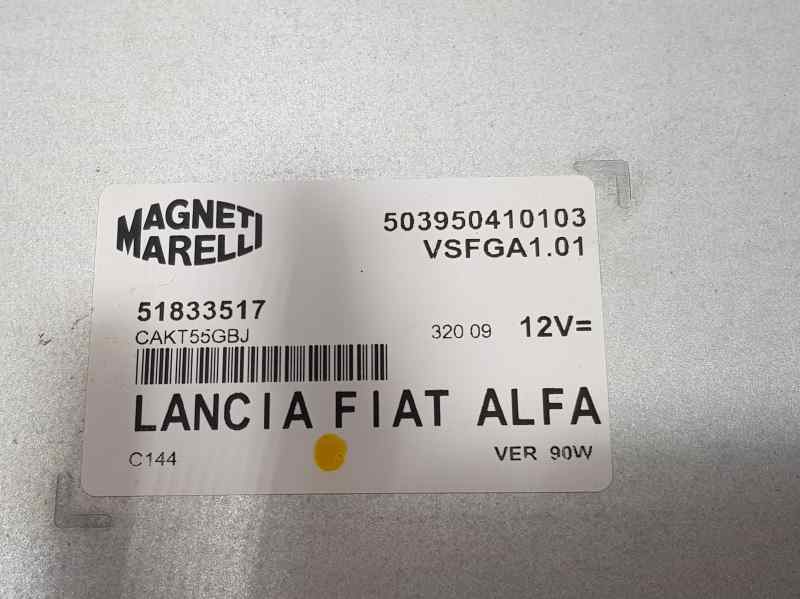 MAGNETI
MARELLI
503950410103
VSFGA1.01
51833517
CAKT55GBJ
320 09 12V=
LANCIA FIAT ALFA
C144
VER 90W